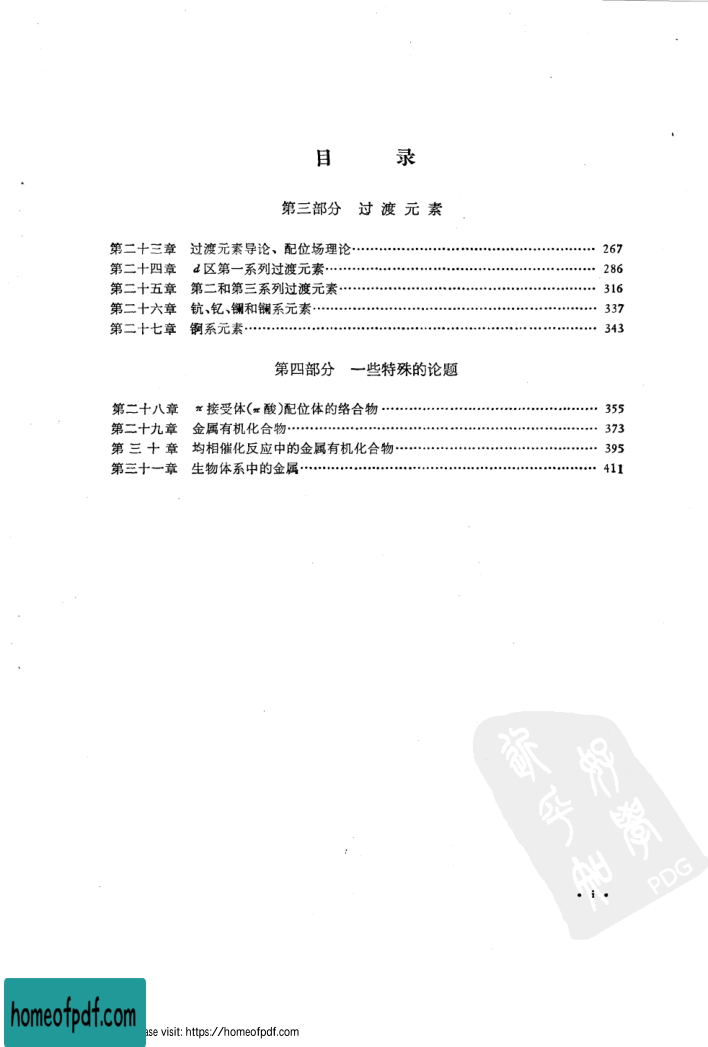 目 录
第三部分 过 渡 元 素
第二十三章 过渡元素导论、配位场理论…………………………………………… 267
第二十四章 d区第一系列过渡元素…………………………………………… 286
第二十五章 第二和第三系列过渡元素…………………………………………… 316
第二十六章 钪、钇、镧和镧系元素…………………………………………… 337
第二十七章 锕系元素…………………………………………… 343
第四部分 一些特殊的论题
第二十八章 π接受体(π酸)配位体的络合物…………………………………………… 355
第二十九章 金属有机化合物…………………………………………… 373
第 三 十 章 均相催化反应中的金属有机化合物…………………………………………… 395
第三十一章 生物体系中的金属…………………………………………… 411
好学
PDG
• i •
homeofpdf.com
ase visit: https://homeofpdf.com